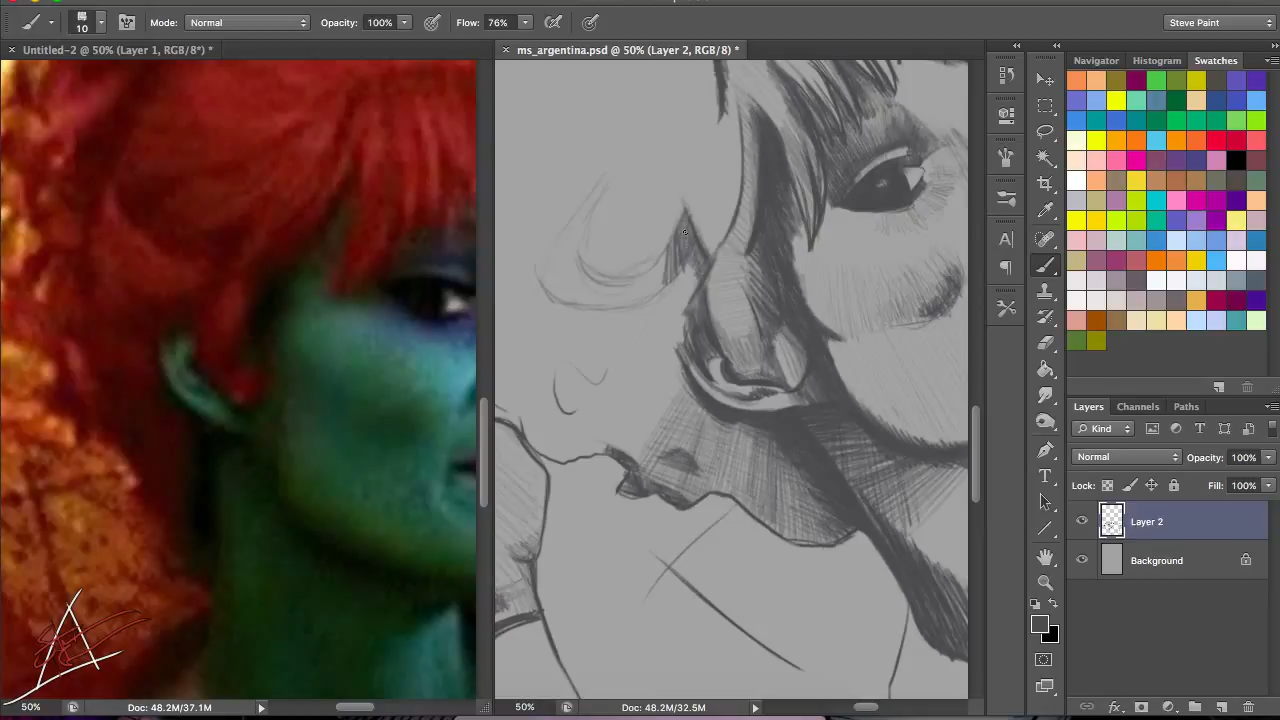 10
Mode: Normal
Opacity: 100%
Flow: 76%
Steve Paint
Untitled-2 @ 50% (Layer 1, RGB/8*) *
ms_argentina.psd @ 50% (Layer 2, RGB/8) *
Navigator
Histogram
Swatches
Layers
Channels
Paths
Kind
Normal
Opacity: 100%
Lock:
Fill: 100%
Layer 2
Background
50%
Doc: 48.2M/37.1M
50%
Doc: 48.2M/32.5M